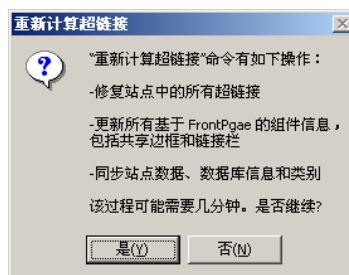 重新计算超链接
“重新计算超链接”命令有如下操作：
-修复站点中的所有超链接
-更新所有基于 FrontPgae 的组件信息，
包括共享边框和链接栏
-同步站点数据、数据库信息和类别
该过程可能需要几分钟。是否继续?
是(Y) 否(N)